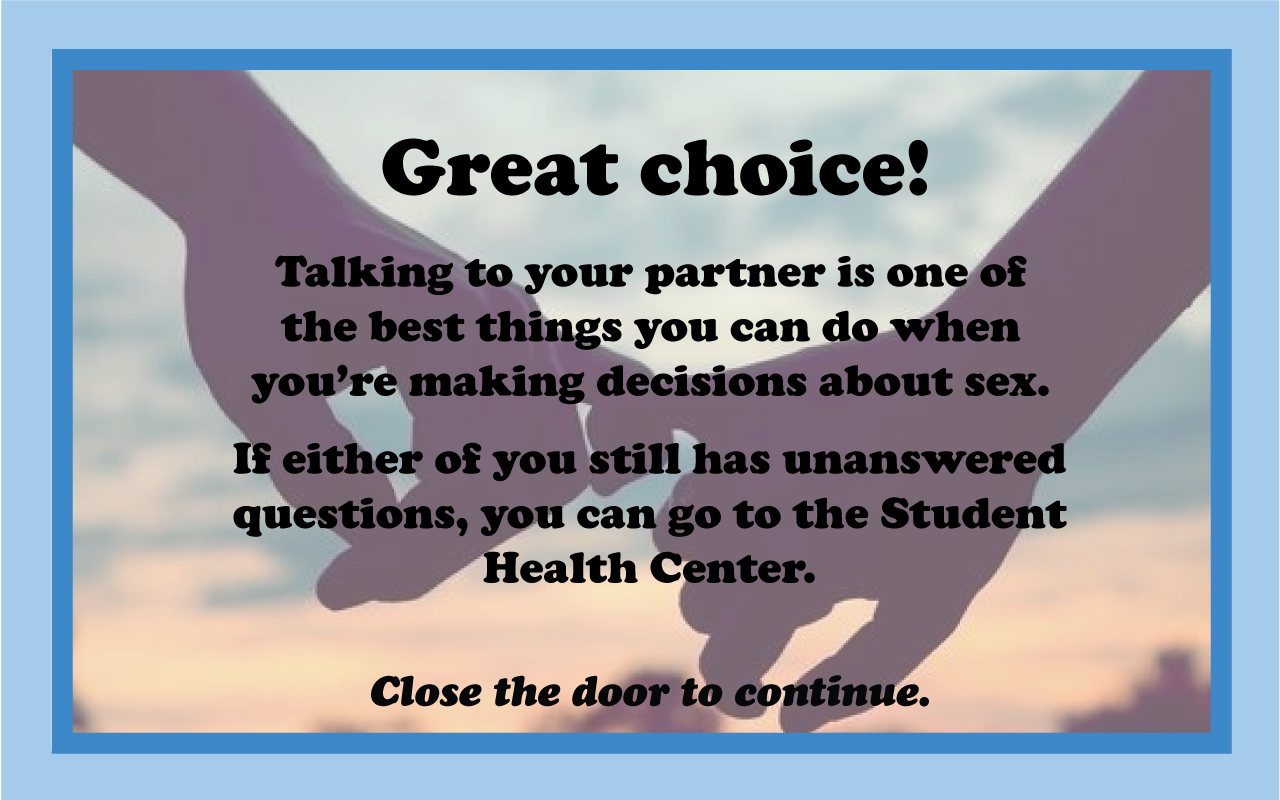 Great choice!
Talking to your partner is one of
the best things you can do when
you’re making decisions about sex.
If either of you still has unanswered
questions, you can go to the Student
Health Center.
Close the door to continue.